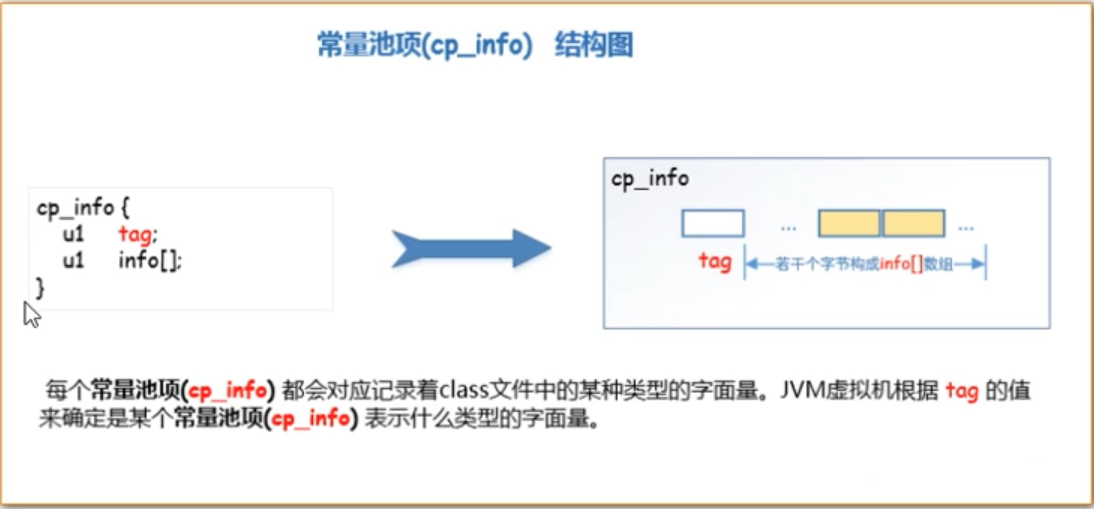 常量池项(cp_info) 结构图
cp_info {
u1 tag;
u1 info[];
}
cp_info
... ...
tag 若干个字节构成info[]数组
每个常量池项(cp_info) 都会对应记录着class文件中的某种类型的字面量。JVM虚拟机根据 tag 的值
来确定是某个常量池项(cp_info) 表示什么类型的字面量。